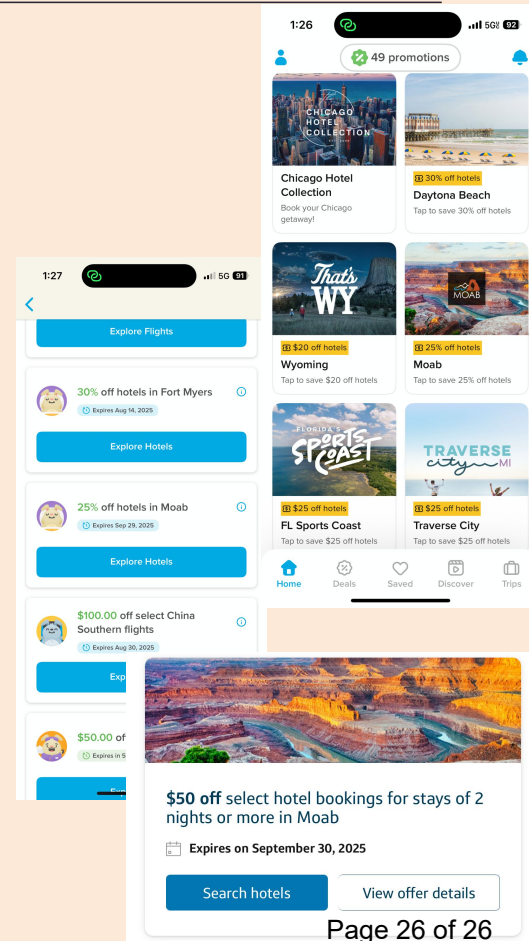 1:26
5G 92
49 promotions
CHICAGO
HOTEL
COLLECTION
Chicago Hotel
Collection
Book your Chicago
getaway!
30% off hotels
Daytona Beach
Tap to save 30% off hotels
That's
WY
$20 off hotels
Wyoming
Tap to save $20 off hotels
MOAB
25% off hotels
Moab
Tap to save 25% off hotels
FLORIDA'S
SPORTS
COAST
$25 off hotels
FL Sports Coast
Tap to save $25 off hotels
TRAVERSE
city MI
$25 off hotels
Traverse City
Tap to save $25 off hotels
Home
Deals
Saved
Discover
Trips
1:27
5G 91
Explore Flights
30% off hotels in Fort Myers
Expires Aug 14, 2025
Explore Hotels
25% off hotels in Moab
Expires Sep 29, 2025
Explore Hotels
$100.00 off select China
Southern flights
Expires Aug 30, 2025
Exp
$50.00 of
Expires in 5
$50 off select hotel bookings for stays of 2
nights or more in Moab
Expires on September 30, 2025
Search hotels
View offer details
Page 26 of 26